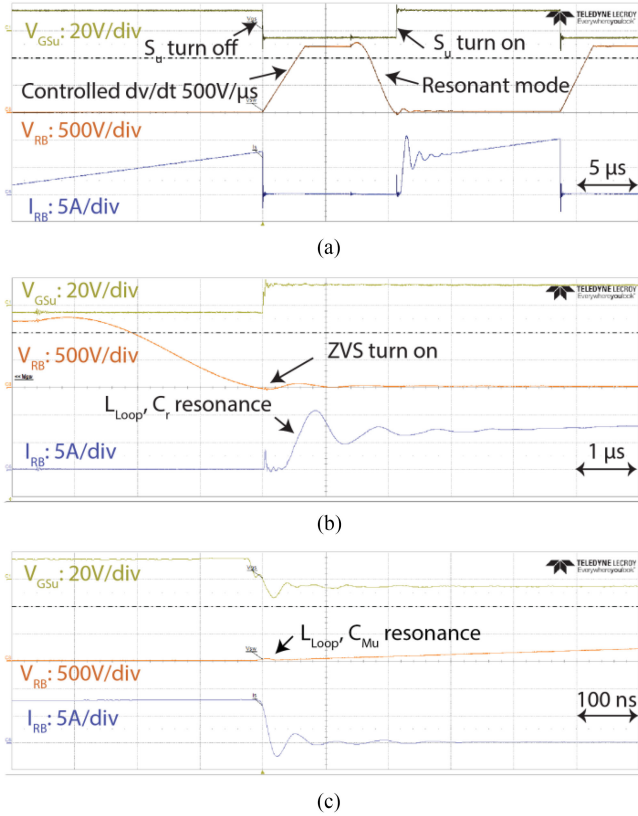 V_GSu: 20V/div
S_u turn off
S_u turn on
TELEDYNE LECROY
Everywhereyoulook
Controlled dv/dt 500V/μs
Resonant mode
V_RB: 500V/div
I_RB: 5A/div
5 μs
(a)
V_GSu: 20V/div
TELEDYNE LECROY
Everywhereyoulook
V_RB: 500V/div
ZVS turn on
L_Loop, C_r resonance
I_RB: 5A/div
1 μs
(b)
V_GSu: 20V/div
TELEDYNE LECROY
Everywhereyoulook
L_Loop, C_Mu resonance
V_RB: 500V/div
I_RB: 5A/div
100 ns
(c)